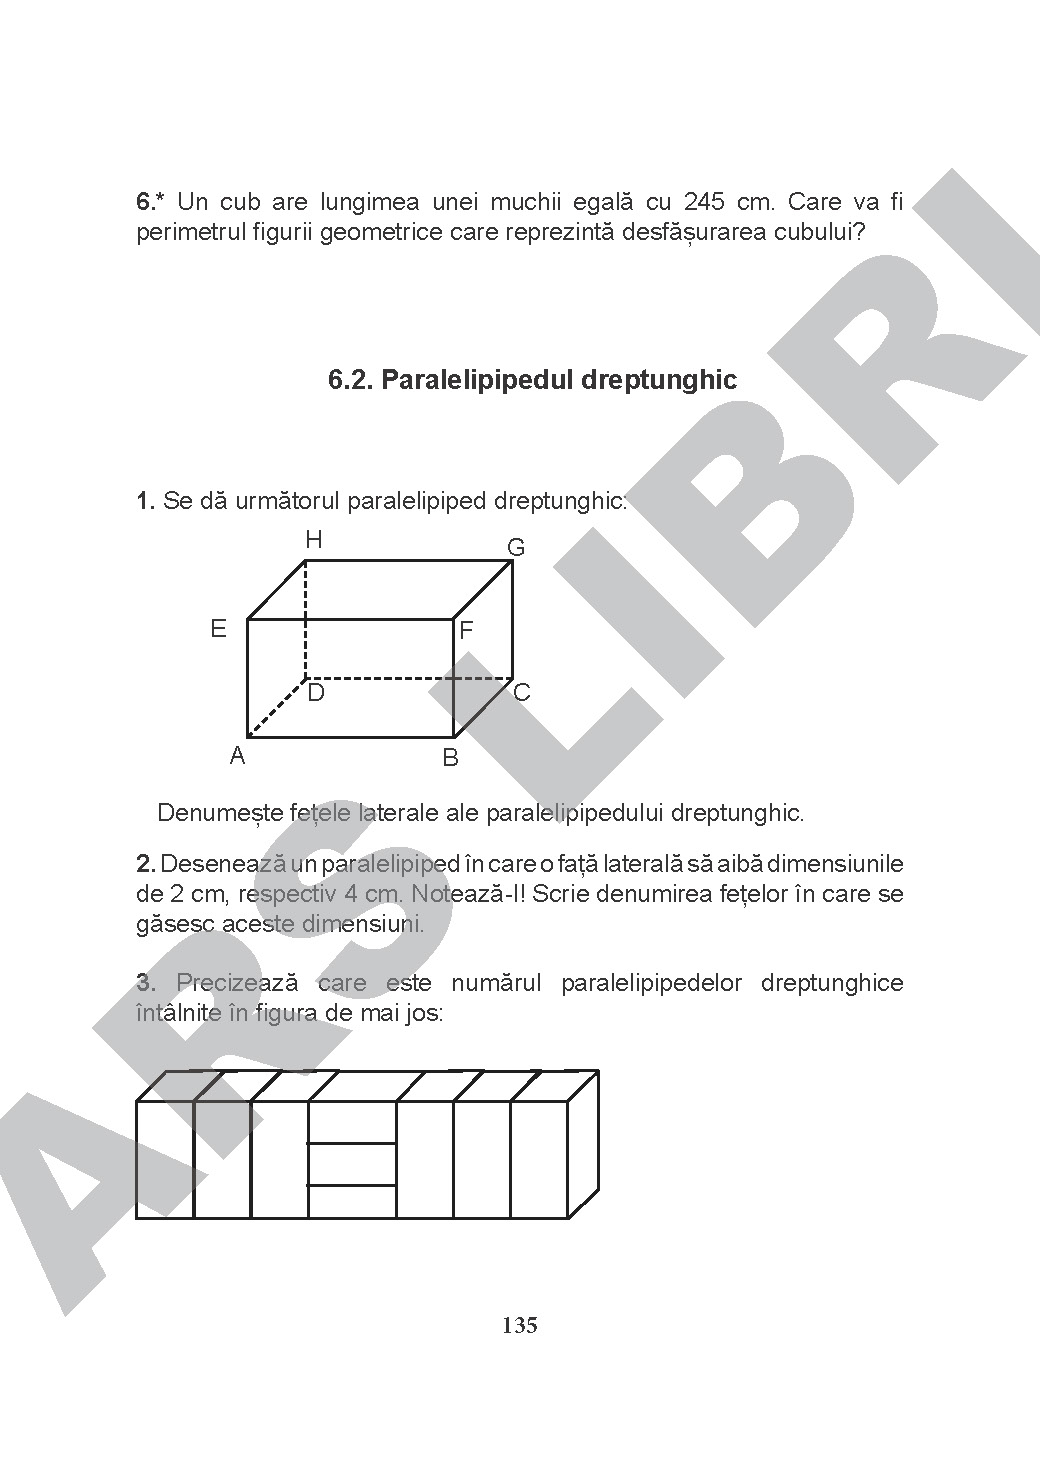 6.* Un cub are lungimea unei muchii egală cu 245 cm. Care va fi
perimetrul figurii geometrice care reprezintă desfășurarea cubului?
6.2. Paralelipipedul dreptunghic
1. Se dă următorul paralelipiped dreptunghic:
H
G
E
F
D
C
A
B
Denumește fețele laterale ale paralelipipedului dreptunghic.
2. Desenează un paralelipiped în care o față laterală să aibă dimensiunile
de 2 cm, respectiv 4 cm. Notează-l! Scrie denumirea fețelor în care se
găsesc aceste dimensiuni.
3. Precizează care este numărul paralelipipedelor dreptunghice
întâlnite în figura de mai jos:
135
ARS LIBRI